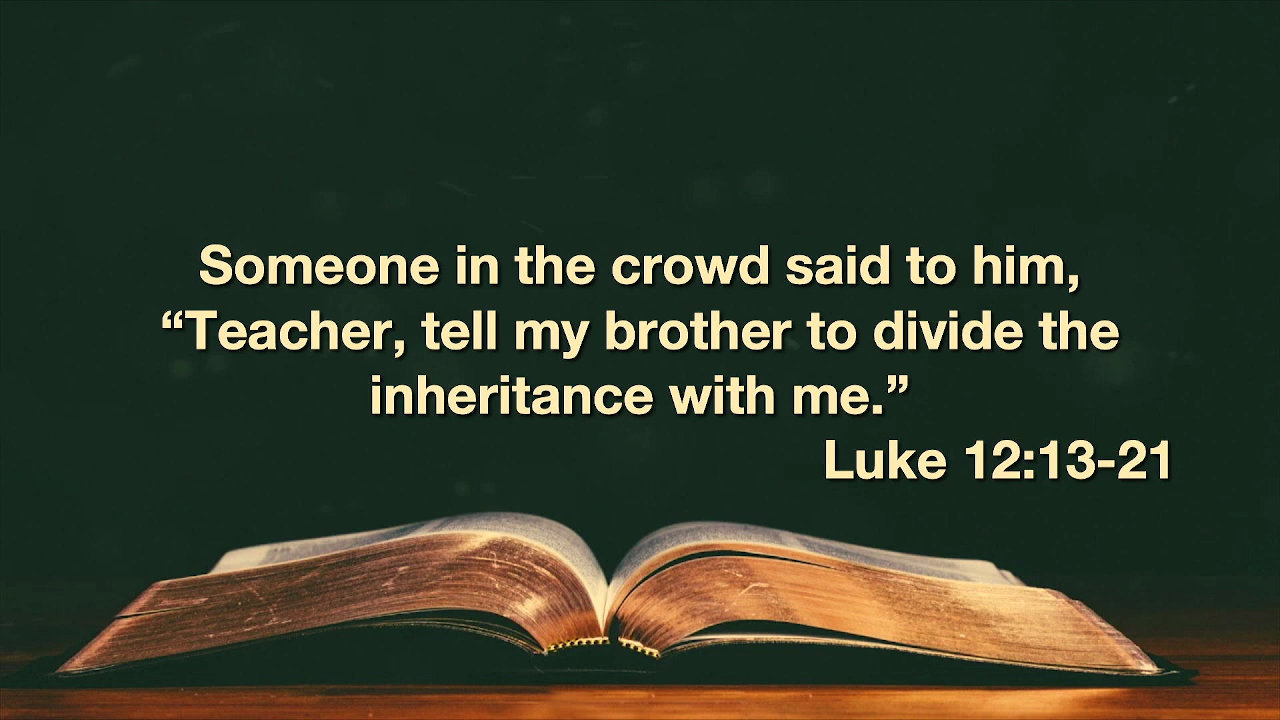 Someone in the crowd said to him,
“Teacher, tell my brother to divide the
inheritance with me.”
Luke 12:13-21